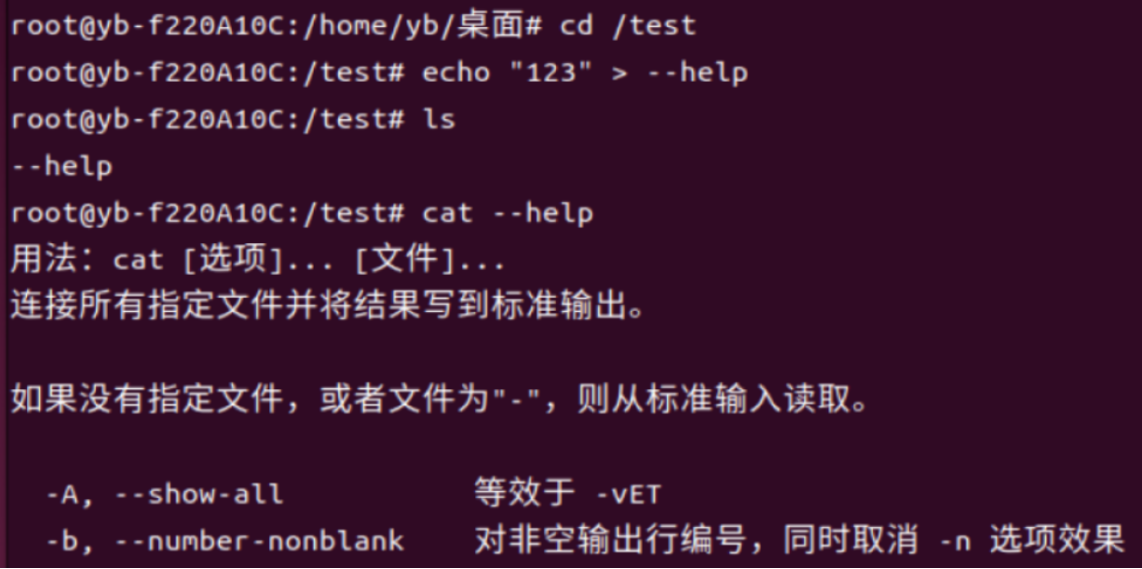 root@yb-f220A10C:/home/yb/桌面# cd /test
root@yb-f220A10C:/test# echo "123" > --help
root@yb-f220A10C:/test# ls
--help
root@yb-f220A10C:/test# cat --help
用法：cat [选项]... [文件]...
连接所有指定文件并将结果写到标准输出。
如果没有指定文件，或者文件为"-"，则从标准输入读取。
-A, --show-all 等效于 -vET
-b, --number-nonblank 对非空输出行编号，同时取消 -n 选项效果